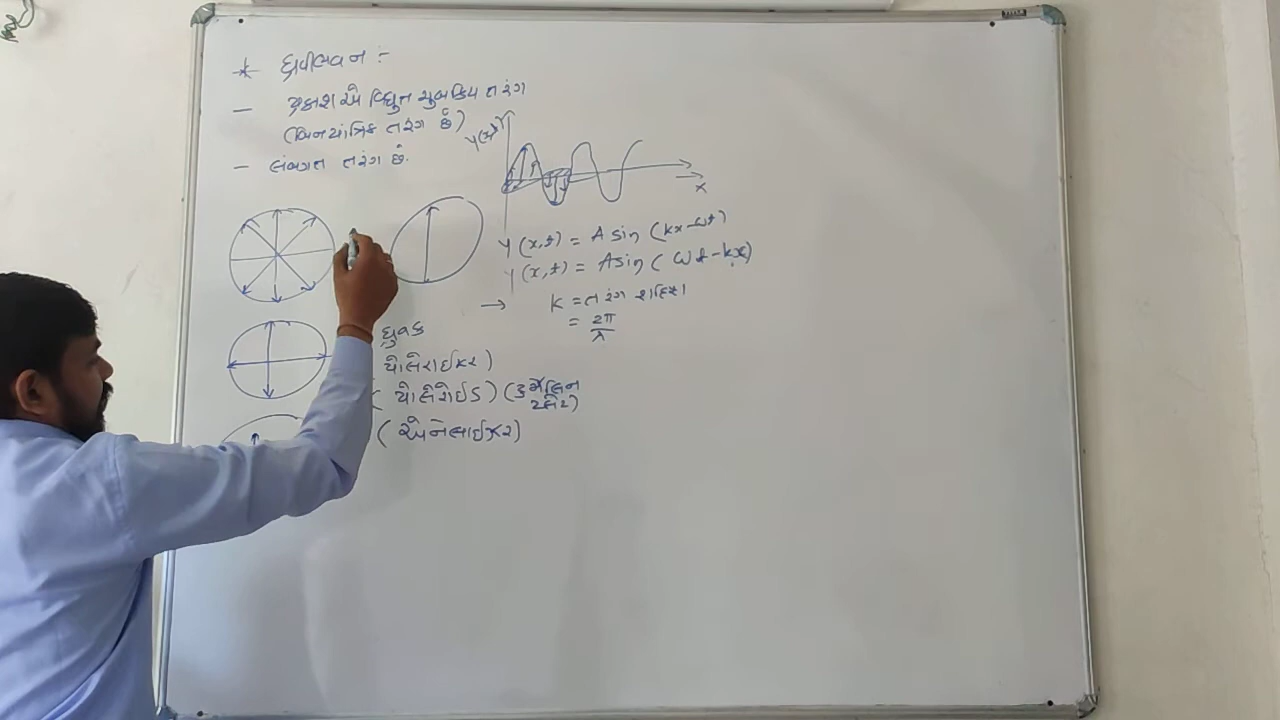 * ધ્રુવીભવન :-
– પ્રકાશ એ વિદ્યુત ચુંબકિય તરંગ
(બિનયાંત્રિક તરંગ છે)
– લંબગત તરંગ છે.
y(x,t)
x
y(x,t) = A sin (kx-ωt)
y(x,t) = A sin ( ωt-kx)
→ K = તરંગ સદિશ
= 2π/λ
ધ્રુવક
પોલેરાઈઝર)
( પોલેરોઈડ) (ટુર્મેલિન
પ્લેટ)
( એનેલાઈઝર)